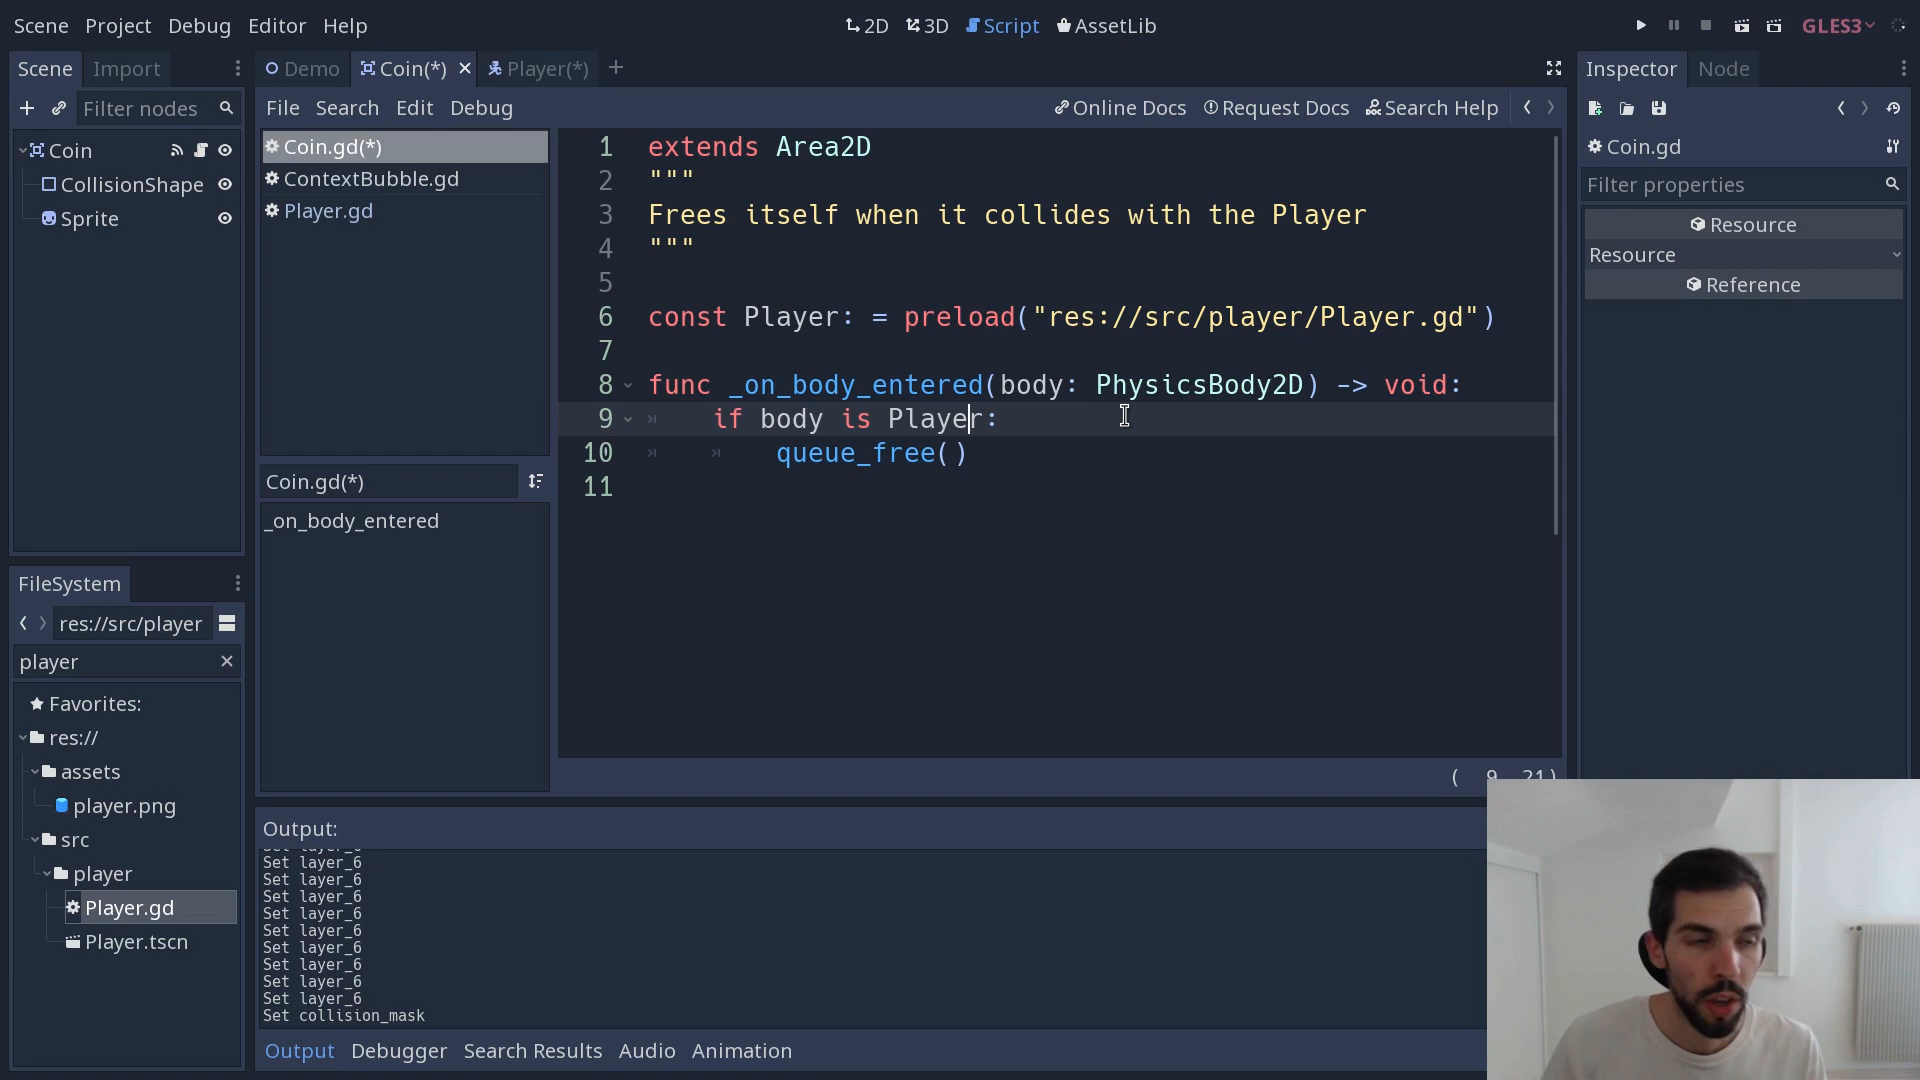 Scene Project Debug Editor Help
2D 3D Script AssetLib
GLES3
Scene Import
Demo Coin(*) Player(*)
Inspector Node
Filter nodes
File Search Edit Debug
Online Docs Request Docs Search Help
Coin
CollisionShape
Sprite
Coin.gd(*)
ContextBubble.gd
Player.gd
Coin.gd(*)
_on_body_entered
1 extends Area2D
2 """
3 Frees itself when it collides with the Player
4 """
5
6 const Player: = preload("res://src/player/Player.gd")
7
8 func _on_body_entered(body: PhysicsBody2D) -> void:
9 if body is Player:
10 queue_free()
11
Coin.gd
Filter properties
Resource
Resource
Reference
FileSystem
res://src/player
player
Favorites:
res://
assets
player.png
src
player
Player.gd
Player.tscn
Output:
Set layer_6
Set layer_6
Set layer_6
Set layer_6
Set layer_6
Set layer_6
Set layer_6
Set layer_6
Set layer_6
Set collision_mask
Output Debugger Search Results Audio Animation